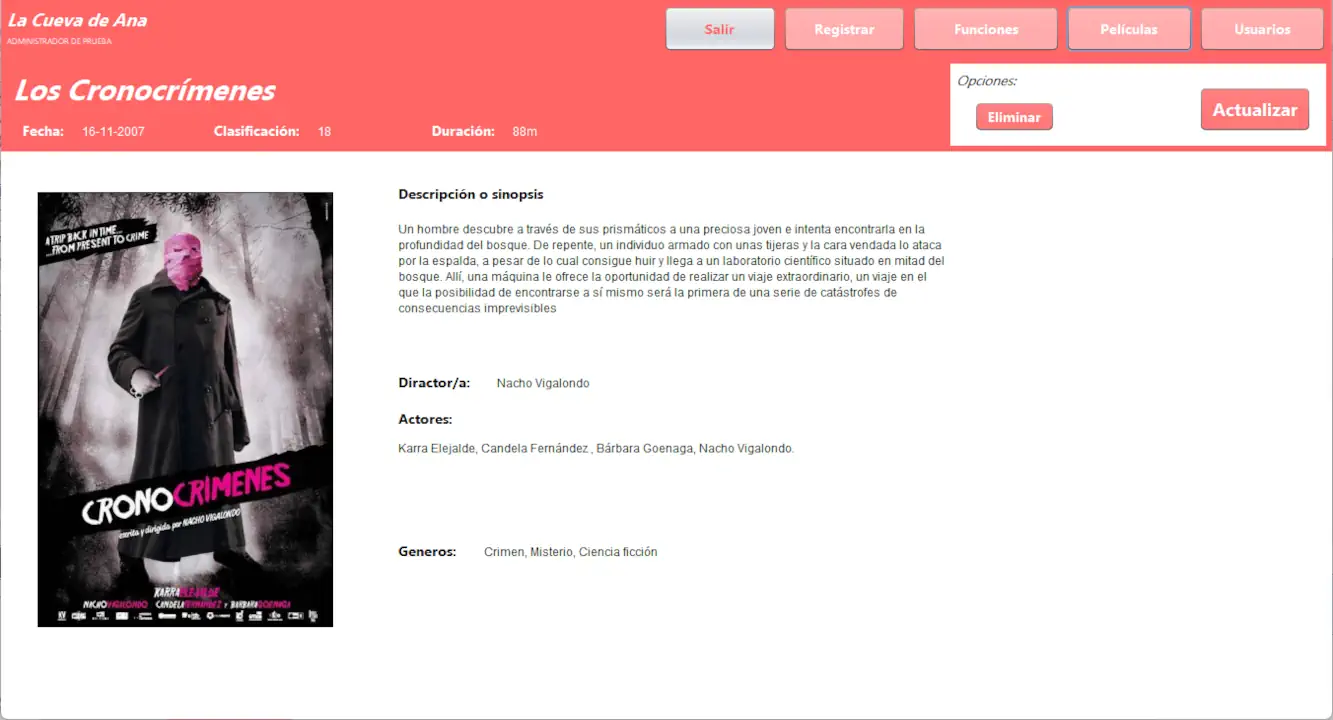 La Cueva de Ana
ADMINISTRADOR DE PRUEBA
Salir
Registrar
Funciones
Películas
Usuarios
Los Cronocrímenes
Fecha: 16-11-2007 Clasificación: 18 Duración: 88m
Opciones:
Eliminar
Actualizar
A TRIP BACK IN TIME...
...FROM PRESENT TO CRIME
CRONOCRIMENES
escrita y dirigida por NACHO VIGALONDO
KARRA ELEJALDE
NACHO VIGALONDO CANDELA FERNANDEZ Y BARBARA GOENAGA
Descripción o sinopsis
Un hombre descubre a través de sus prismáticos a una preciosa joven e intenta encontrarla en la
profundidad del bosque. De repente, un individuo armado con unas tijeras y la cara vendada lo ataca
por la espalda, a pesar de lo cual consigue huir y llega a un laboratorio científico situado en mitad del
bosque. Allí, una máquina le ofrece la oportunidad de realizar un viaje extraordinario, un viaje en el
que la posibilidad de encontrarse a sí mismo será la primera de una serie de catástrofes de
consecuencias imprevisibles
Diractor/a: Nacho Vigalondo
Actores:
Karra Elejalde, Candela Fernández , Bárbara Goenaga, Nacho Vigalondo.
Generos: Crimen, Misterio, Ciencia ficción